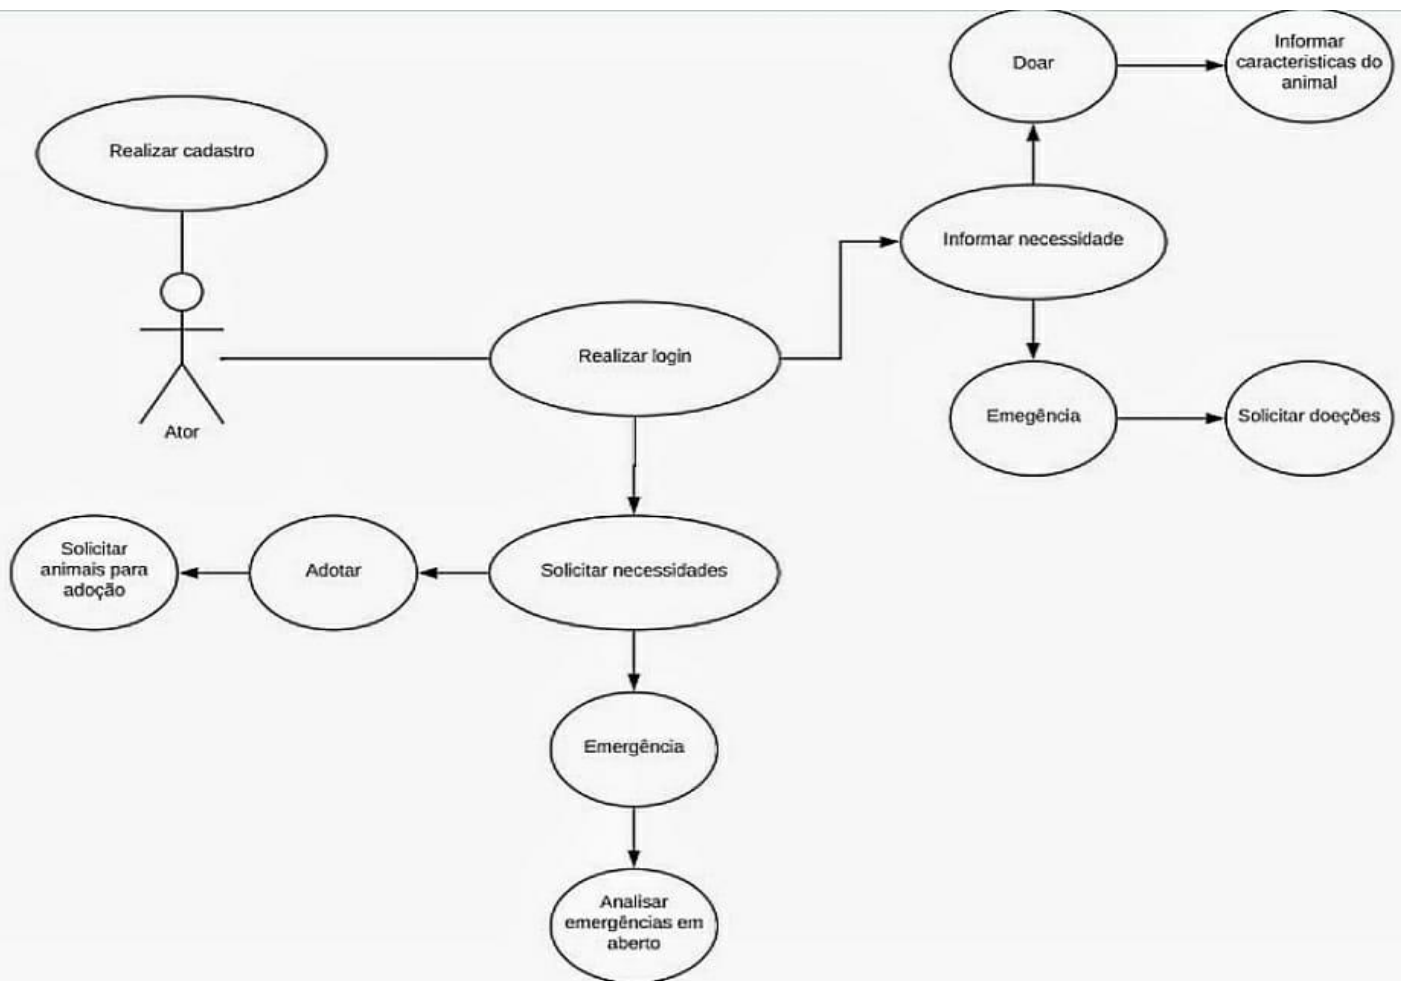 Doar
Informar
caracteristicas do
animal
Realizar cadastro
Informar necessidade
Realizar login
Emegência
Solicitar doeções
Ator
Solicitar
animais para
adoção
Adotar
Solicitar necessidades
Emergência
Analisar
emergências em
aberto